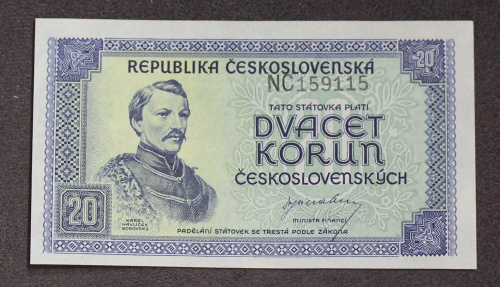 20
REPUBLIKA ČESKOSLOVENSKÁ
NC159115
TATO STÁTOVKA PLATÍ
DVACET
KORUN
ČESKOSLOVENSKÝCH
MINISTR FINANCÍ
20
KAREL
HAVLÍČEK
BOROVSKÝ
PADĚLÁNÍ STÁTOVEK SE TRESTÁ PODLE ZÁKONA